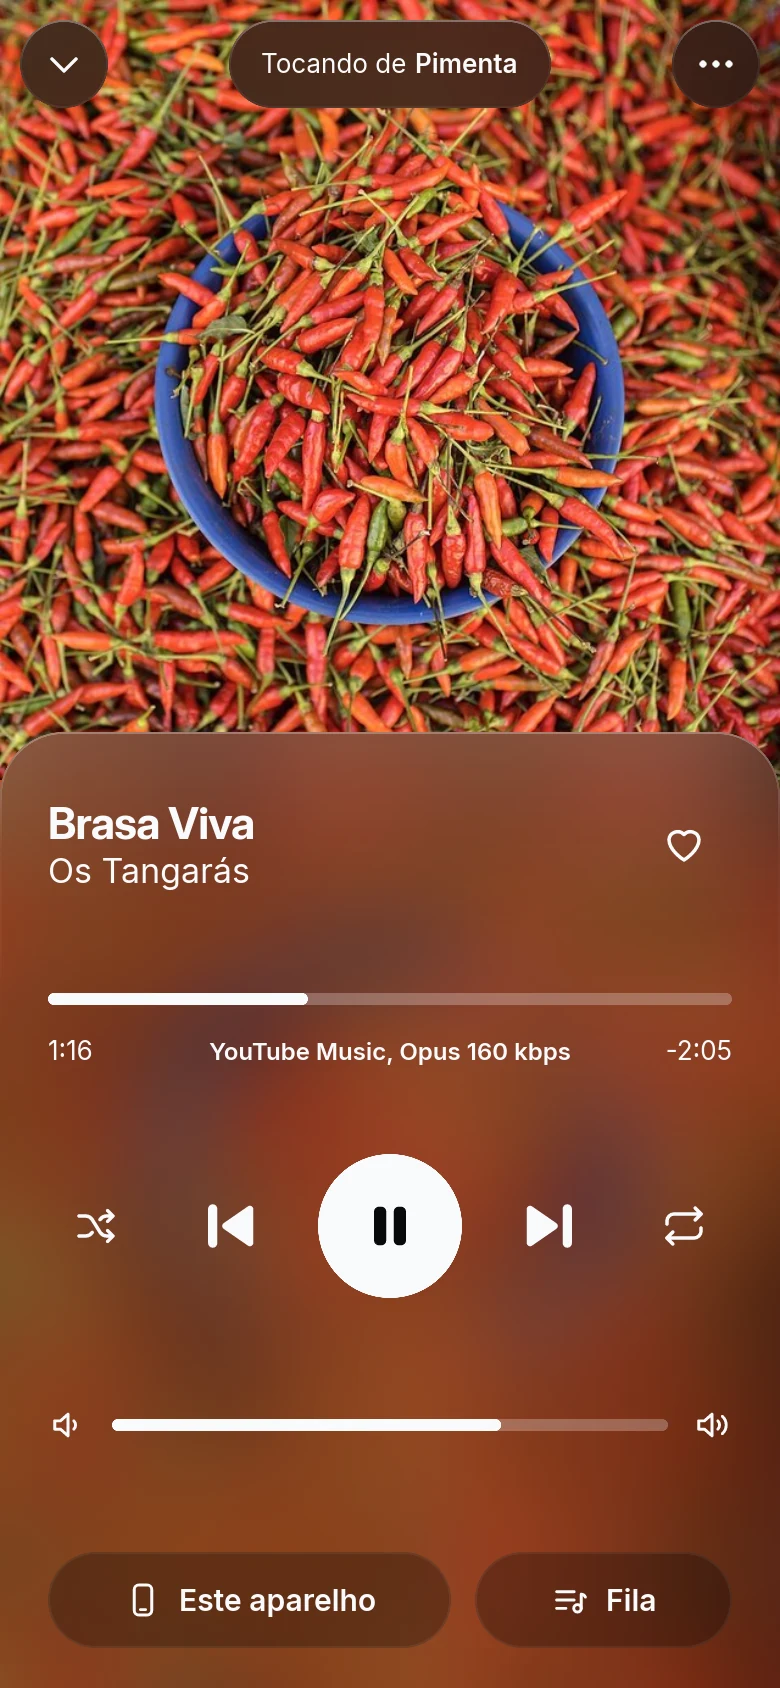 Tocando de Pimenta
Brasa Viva
Os Tangarás
1:16
YouTube Music, Opus 160 kbps
-2:05
Este aparelho
Fila